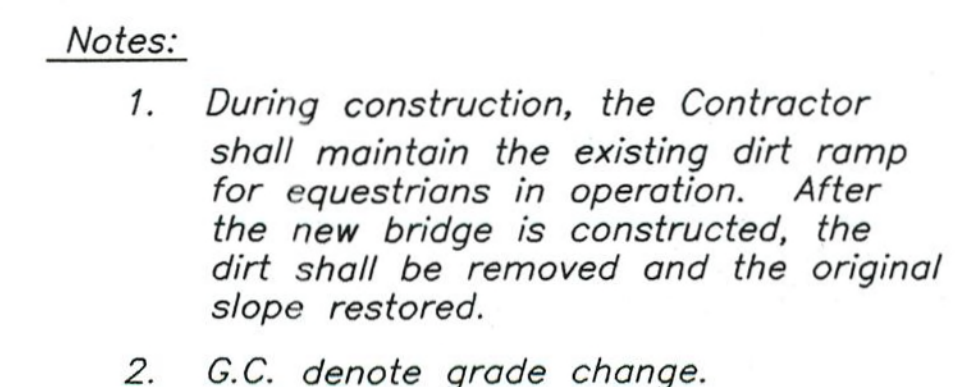 Notes:
1. During construction, the Contractor
shall maintain the existing dirt ramp
for equestrians in operation. After
the new bridge is constructed, the
dirt shall be removed and the original
slope restored.
2. G.C. denote grade change.